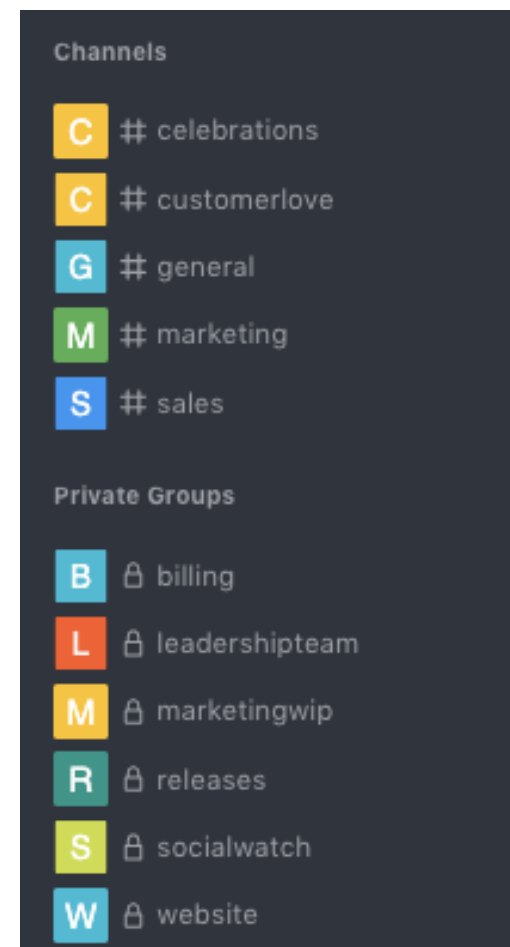 Channels
C # celebrations
C # customerlove
G # general
M # marketing
S # sales
Private Groups
B billing
L leadershipteam
M marketingwip
R releases
S socialwatch
W website